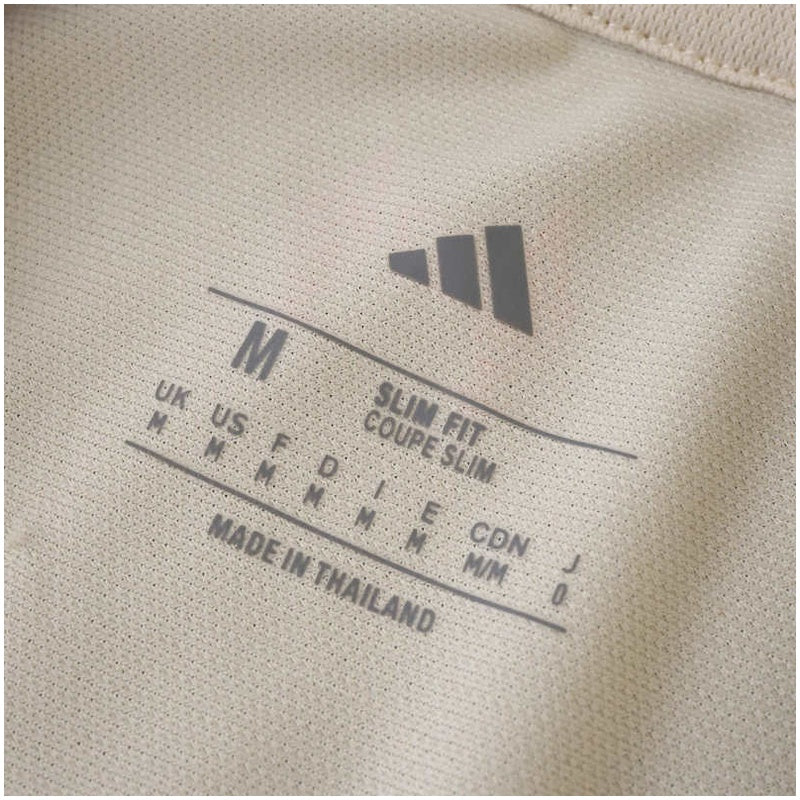 M
SLIM FIT
COUPE SLIM
UK US F D I E CDN J
M M M M M M M/M O
MADE IN THAILAND